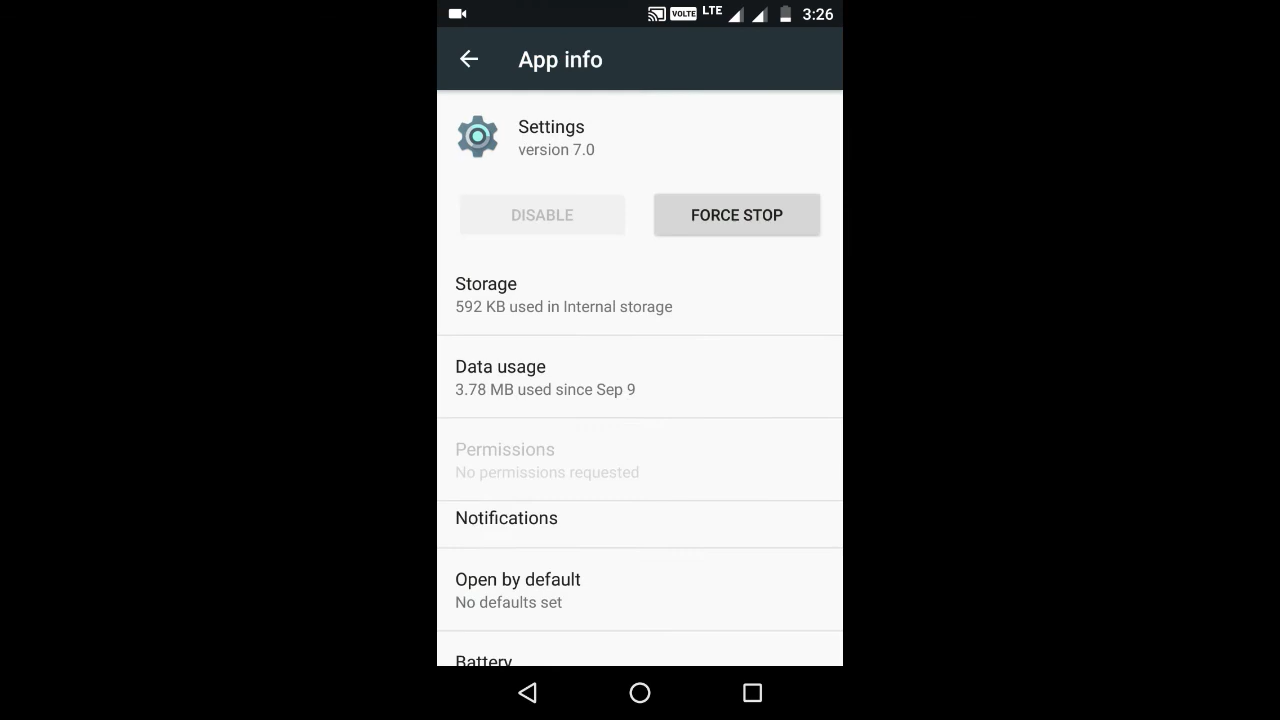 VOLTE LTE 3:26
App info
Settings
version 7.0
DISABLE
FORCE STOP
Storage
592 KB used in Internal storage
Data usage
3.78 MB used since Sep 9
Permissions
No permissions requested
Notifications
Open by default
No defaults set
Battery